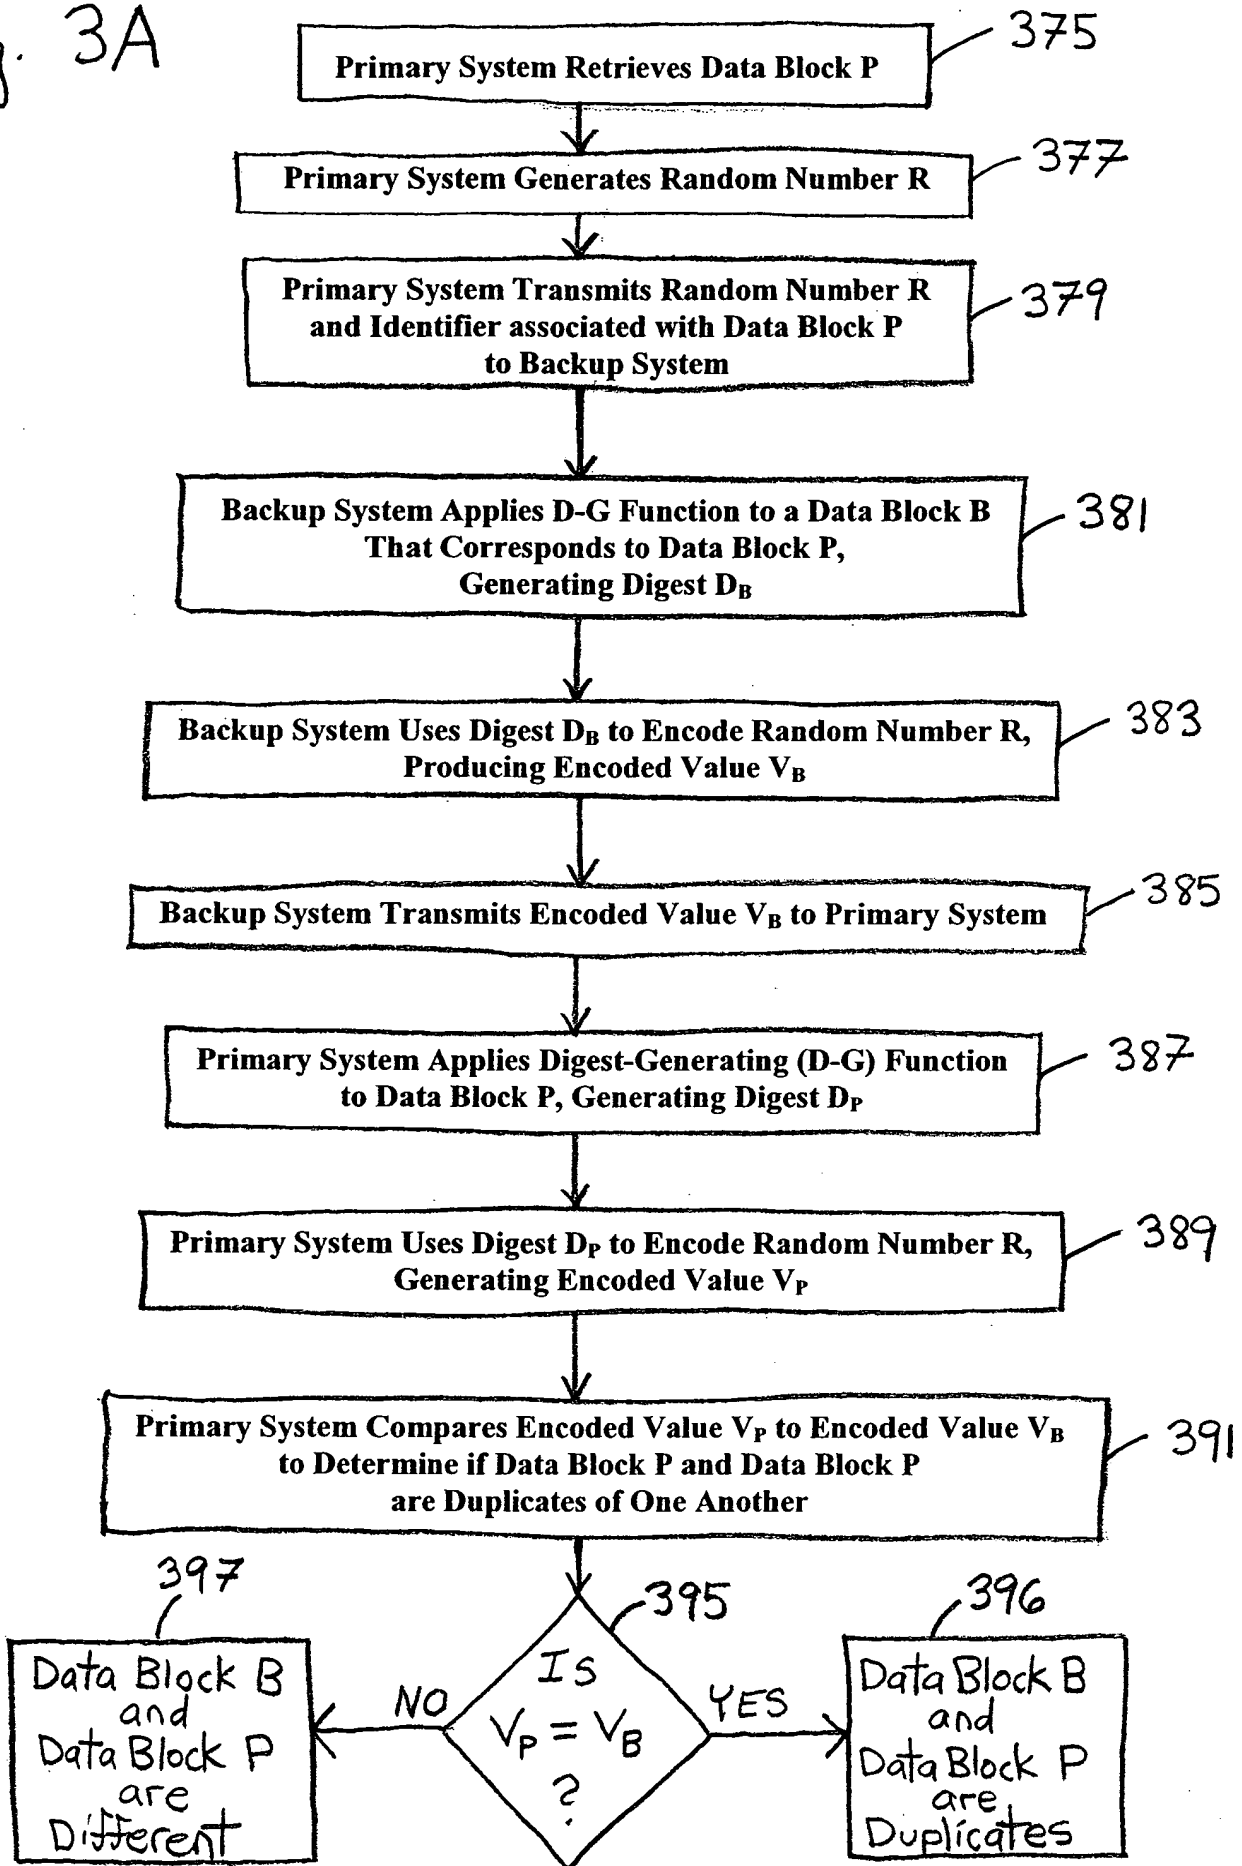 3A
375
Primary System Retrieves Data Block P
377
Primary System Generates Random Number R
379
Primary System Transmits Random Number R
and Identifier associated with Data Block P
to Backup System
381
Backup System Applies D-G Function to a Data Block B
That Corresponds to Data Block P,
Generating Digest DB
383
Backup System Uses Digest DB to Encode Random Number R,
Producing Encoded Value VB
385
Backup System Transmits Encoded Value VB to Primary System
387
Primary System Applies Digest-Generating (D-G) Function
to Data Block P, Generating Digest DP
389
Primary System Uses Digest DP to Encode Random Number R,
Generating Encoded Value VP
391
Primary System Compares Encoded Value VP to Encoded Value VB
to Determine if Data Block P and Data Block P
are Duplicates of One Another
397
395
396
Data Block B
and
Data Block P
are
Different
NO
Is
VP = VB
?
YES
Data Block B
and
Data Block P
are
Duplicates